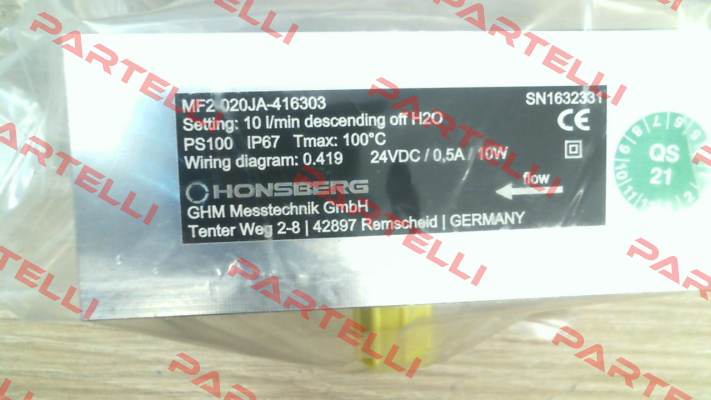 MF2-020JA-416303 SN1632331
Setting: 10 l/min descending off H2O CE
PS100 IP67 Tmax: 100°C
Wiring diagram: 0.419 24VDC / 0,5A / 10W
HONSBERG flow
GHM Messtechnik GmbH
Tenter Weg 2-8 | 42897 Remscheid | GERMANY
QS
21
PARTELLI
PARTELLI
PARTELLI
PARTELLI
PARTELLI
PARTELLI
PARTELLI
PARTELLI